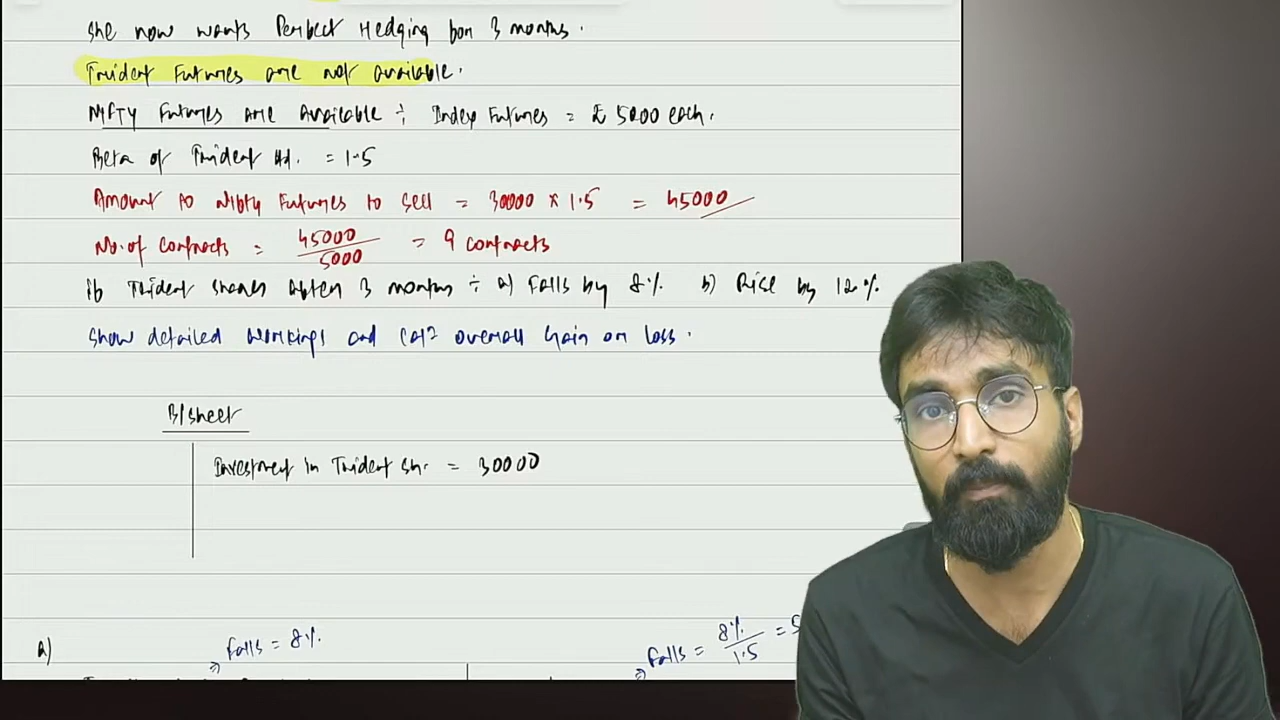 She now wants Perfect Hedging for 3 months.
Trident Futures are not available.
Nifty Futures are Available ÷ Index Futures = ₹ 5000 each.
Beta of Trident Ltd. = 1.5
Amount to Nifty Futures to sell = 30000 × 1.5 = 45000
No. of contracts = 45000 / 5000 = 9 contracts
If Trident shares after 3 months ÷ a) Falls by 8% b) Rise by 12%
Show detailed workings and Calc overall Gain or Loss.
B/sheet
Investment in Trident Sh. = 30000
a)
Falls = 8%
Falls = 8% / 1.5 = 5